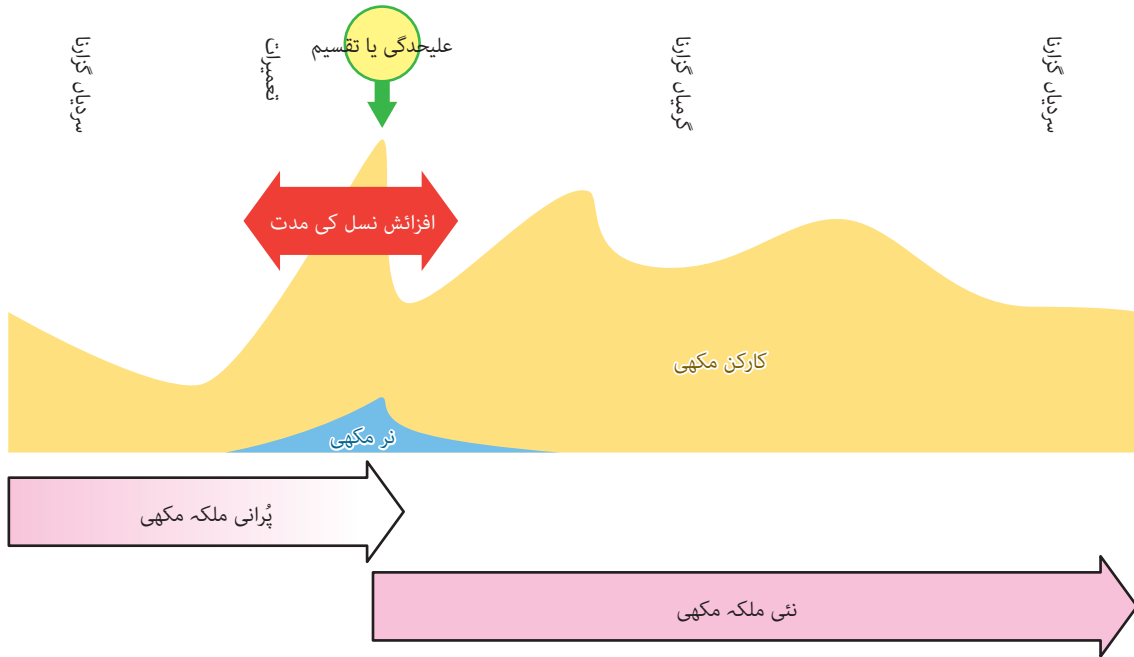 سردیاں گزارنا
تعمیرات
علیحدگی یا تقسیم
گرمیاں گزارنا
سردیاں گزارنا
افزائش نسل کی مدت
کارکن مکھی
نر مکھی
پُرانی ملکہ مکھی
نئی ملکہ مکھی